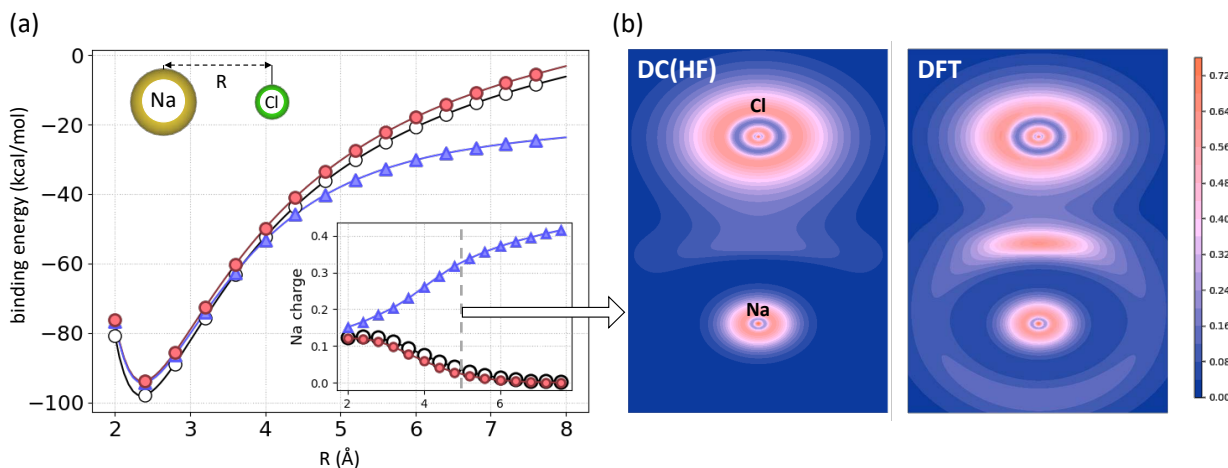 (a)
0
−20
−40
−60
−80
−100
binding energy (kcal/mol)
Na
R
Cl
0.4
0.3
0.2
0.1
0.0
Na charge
2
4
6
2
3
4
5
6
7
8
R (Å)
(b)
DC(HF)
Cl
Na
DFT
0.72
0.64
0.56
0.48
0.40
0.32
0.24
0.16
0.08
0.00